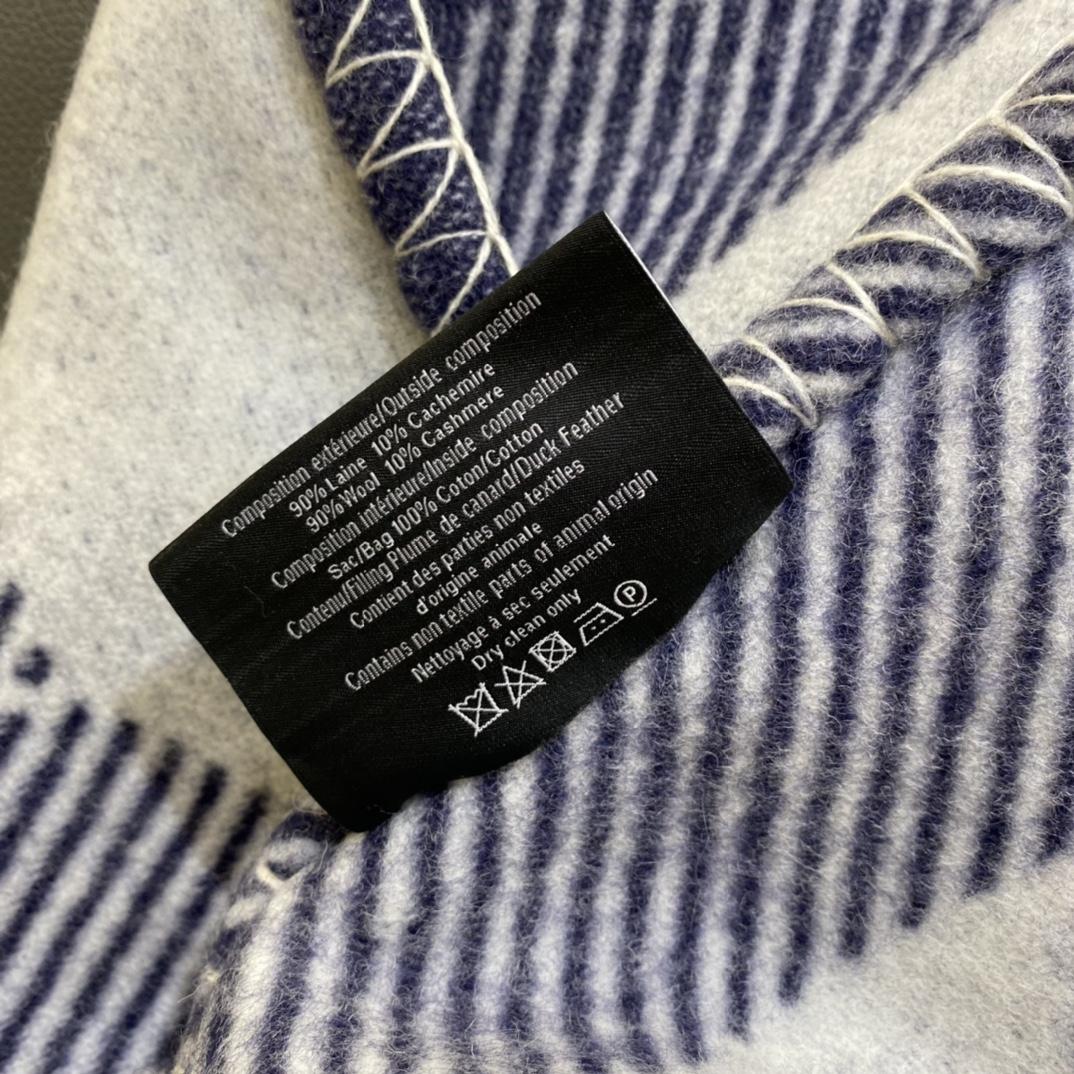 Composition extérieure/Outside composition
90% Laine 10% Cachemire
90% Wool 10% Cashmere
Composition intérieure/Inside composition
Sac/Bag 100% Coton/Cotton
Contenu/Filling Plume de canard/Duck Feather
Contient des parties non textiles
d'origine animale
Contains non textile parts of animal origin
Nettoyage à sec seulement
Dry clean only
P